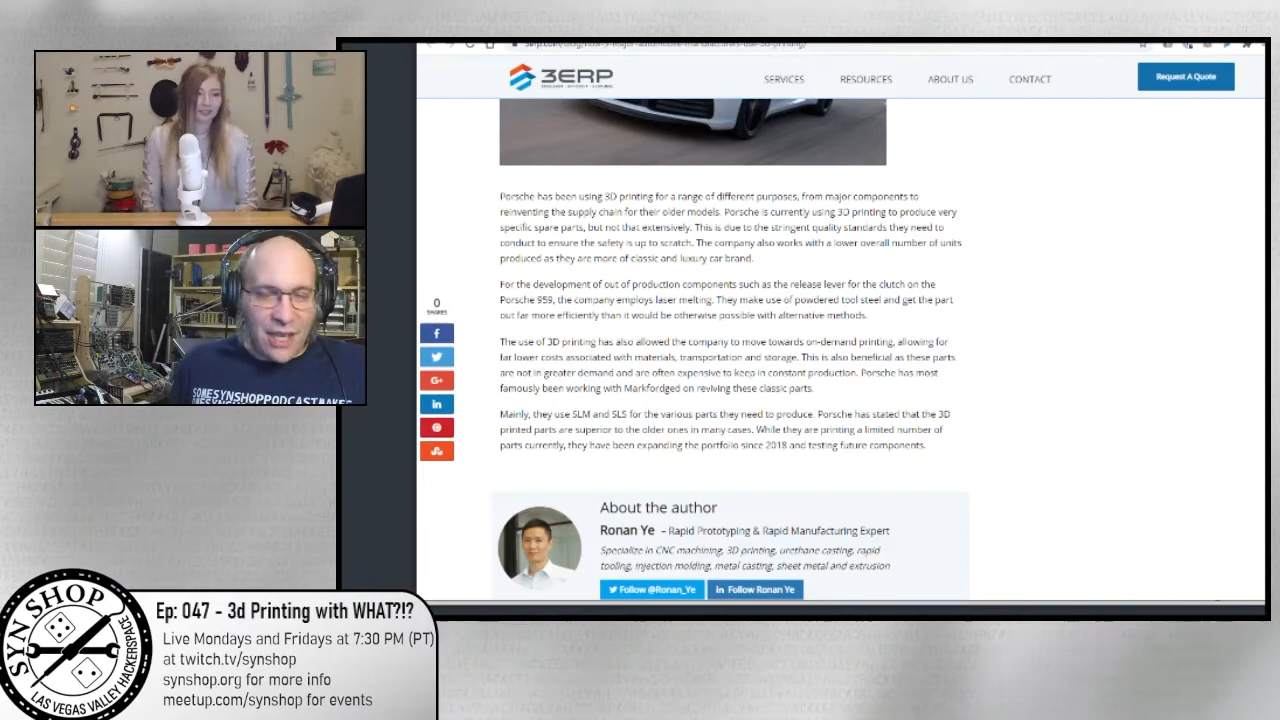 3erp.com/blog/how-5-major-automotive-manufactures-use-3d-printing/
3ERP
SERVICES
RESOURCES
ABOUT US
CONTACT
Request A Quote
Porsche has been using 3D printing for a range of different purposes, from major components to
reinventing the supply chain for their older models. Porsche is currently using 3D printing to produce very
specific spare parts, but not that extensively. This is due to the stringent quality standards they need to
conduct to ensure the safety is up to scratch. The company also works with a lower overall number of units
produced as they are more of classic and luxury car brand.
For the development of out of production components such as the release lever for the clutch on the
Porsche 959, the company employs laser melting. They make use of powdered tool steel and get the part
out far more efficiently than it would be otherwise possible with alternative methods.
0
SHARES
The use of 3D printing has also allowed the company to move towards on-demand printing, allowing for
far lower costs associated with materials, transportation and storage. This is also beneficial as these parts
are not in greater demand and are often expensive to keep in constant production. Porsche has most
famously been working with Markfordged on reviving these classic parts.
Mainly, they use SLM and SLS for the various parts they need to produce. Porsche has stated that the 3D
printed parts are superior to the older ones in many cases. While they are printing a limited number of
parts currently, they have been expanding the portfolio since 2018 and testing future components.
About the author
Ronan Ye – Rapid Prototyping & Rapid Manufacturing Expert
Specialize in CNC machining, 3D printing, urethane casting, rapid
tooling, injection molding, metal casting, sheet metal and extrusion
Follow @Ronan_Ye
in Follow Ronan Ye
SOMESYNSHOPPODCASTMAKES
SYN SHOP
LAS VEGAS VALLEY HACKERSPACE
Ep: 047 - 3d Printing with WHAT?!?
Live Mondays and Fridays at 7:30 PM (PT)
at twitch.tv/synshop
synshop.org for more info
meetup.com/synshop for events